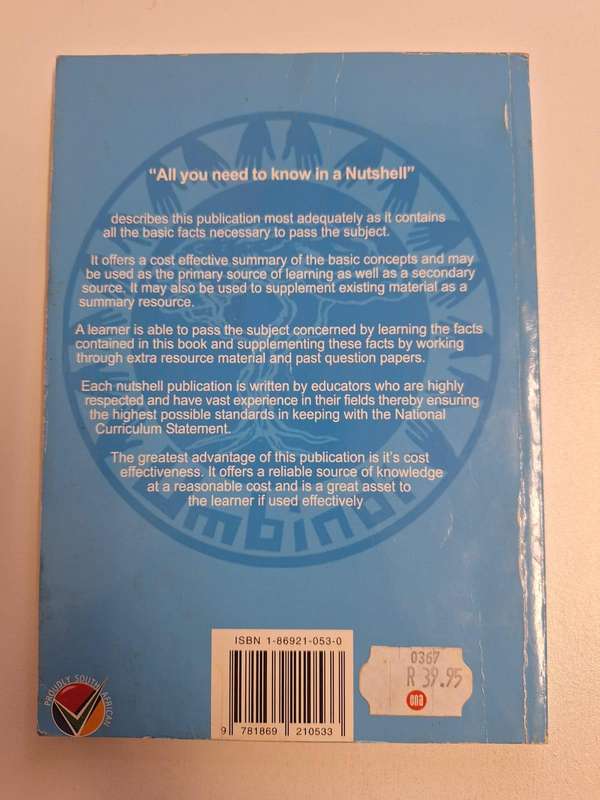 “All you need to know in a Nutshell”
describes this publication most adequately as it contains
all the basic facts necessary to pass the subject.
It offers a cost effective summary of the basic concepts and may
be used as the primary source of learning as well as a secondary
source. It may also be used to supplement existing material as a
summary resource.
A learner is able to pass the subject concerned by learning the facts
contained in this book and supplementing these facts by working
through extra resource material and past question papers.
Each nutshell publication is written by educators who are highly
respected and have vast experience in their fields thereby ensuring
the highest possible standards in keeping with the National
Curriculum Statement.
The greatest advantage of this publication is it's cost
effectiveness. It offers a reliable source of knowledge
at a reasonable cost and is a great asset to
the learner if used effectively
ISBN 1-86921-053-0
9 781869 210533
0367
R 39.95
cna
PROUDLY SOUTH AFRICAN